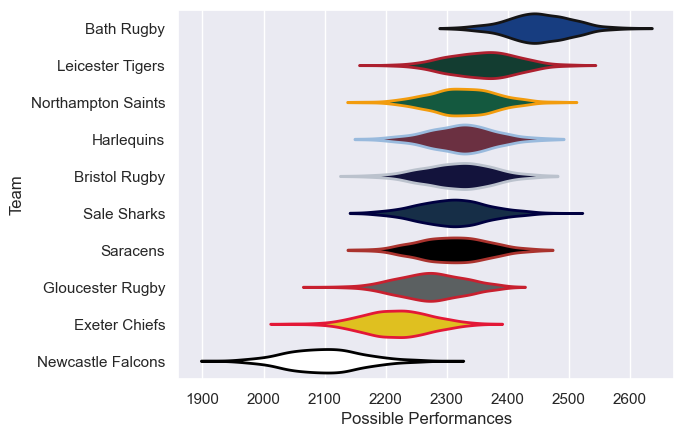 Bath Rugby
Leicester Tigers
Northampton Saints
Harlequins
Bristol Rugby
Sale Sharks
Saracens
Gloucester Rugby
Exeter Chiefs
Newcastle Falcons
Team
1900 2000 2100 2200 2300 2400 2500 2600
Possible Performances